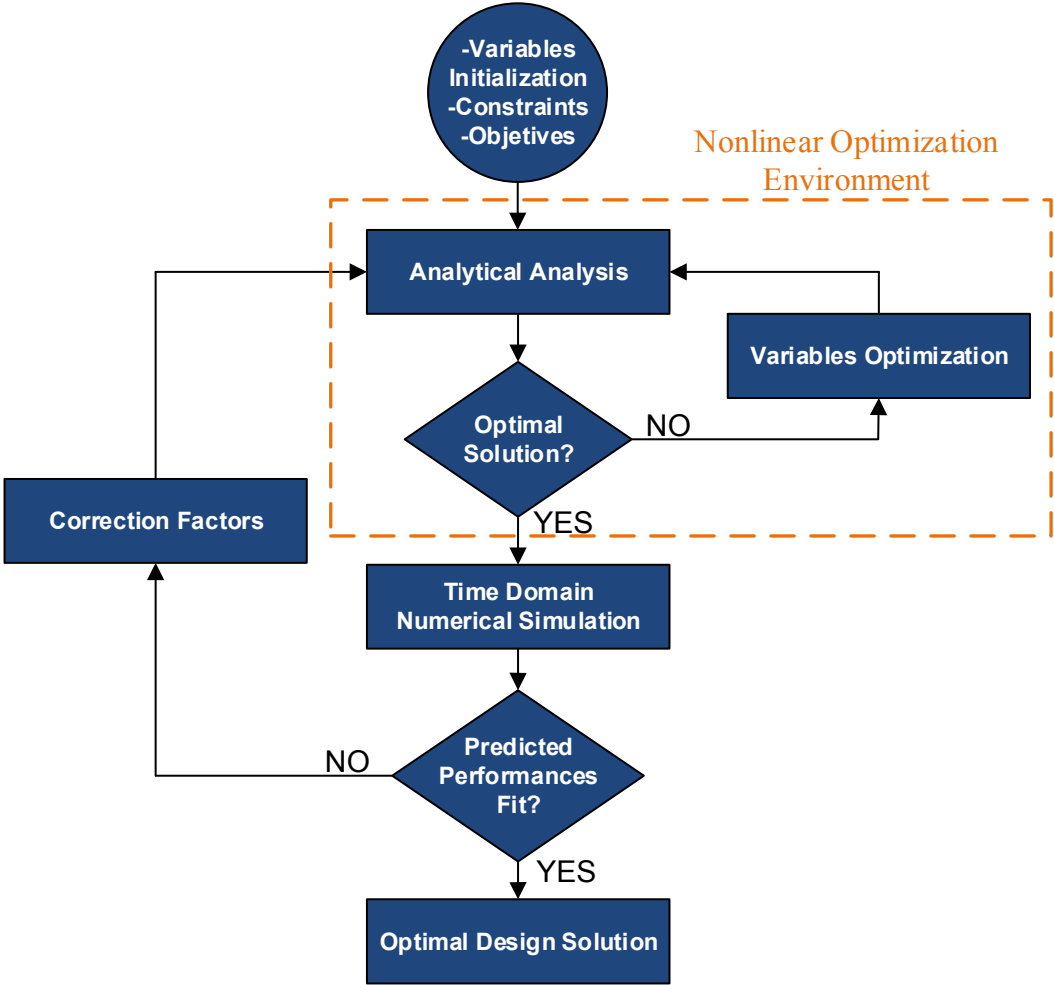 -Variables
Initialization
-Constraints
-Objetives
Nonlinear Optimization
Environment
Analytical Analysis
Variables Optimization
Optimal
Solution?
NO
Correction Factors
YES
Time Domain
Numerical Simulation
Predicted
Performances
Fit?
NO
YES
Optimal Design Solution